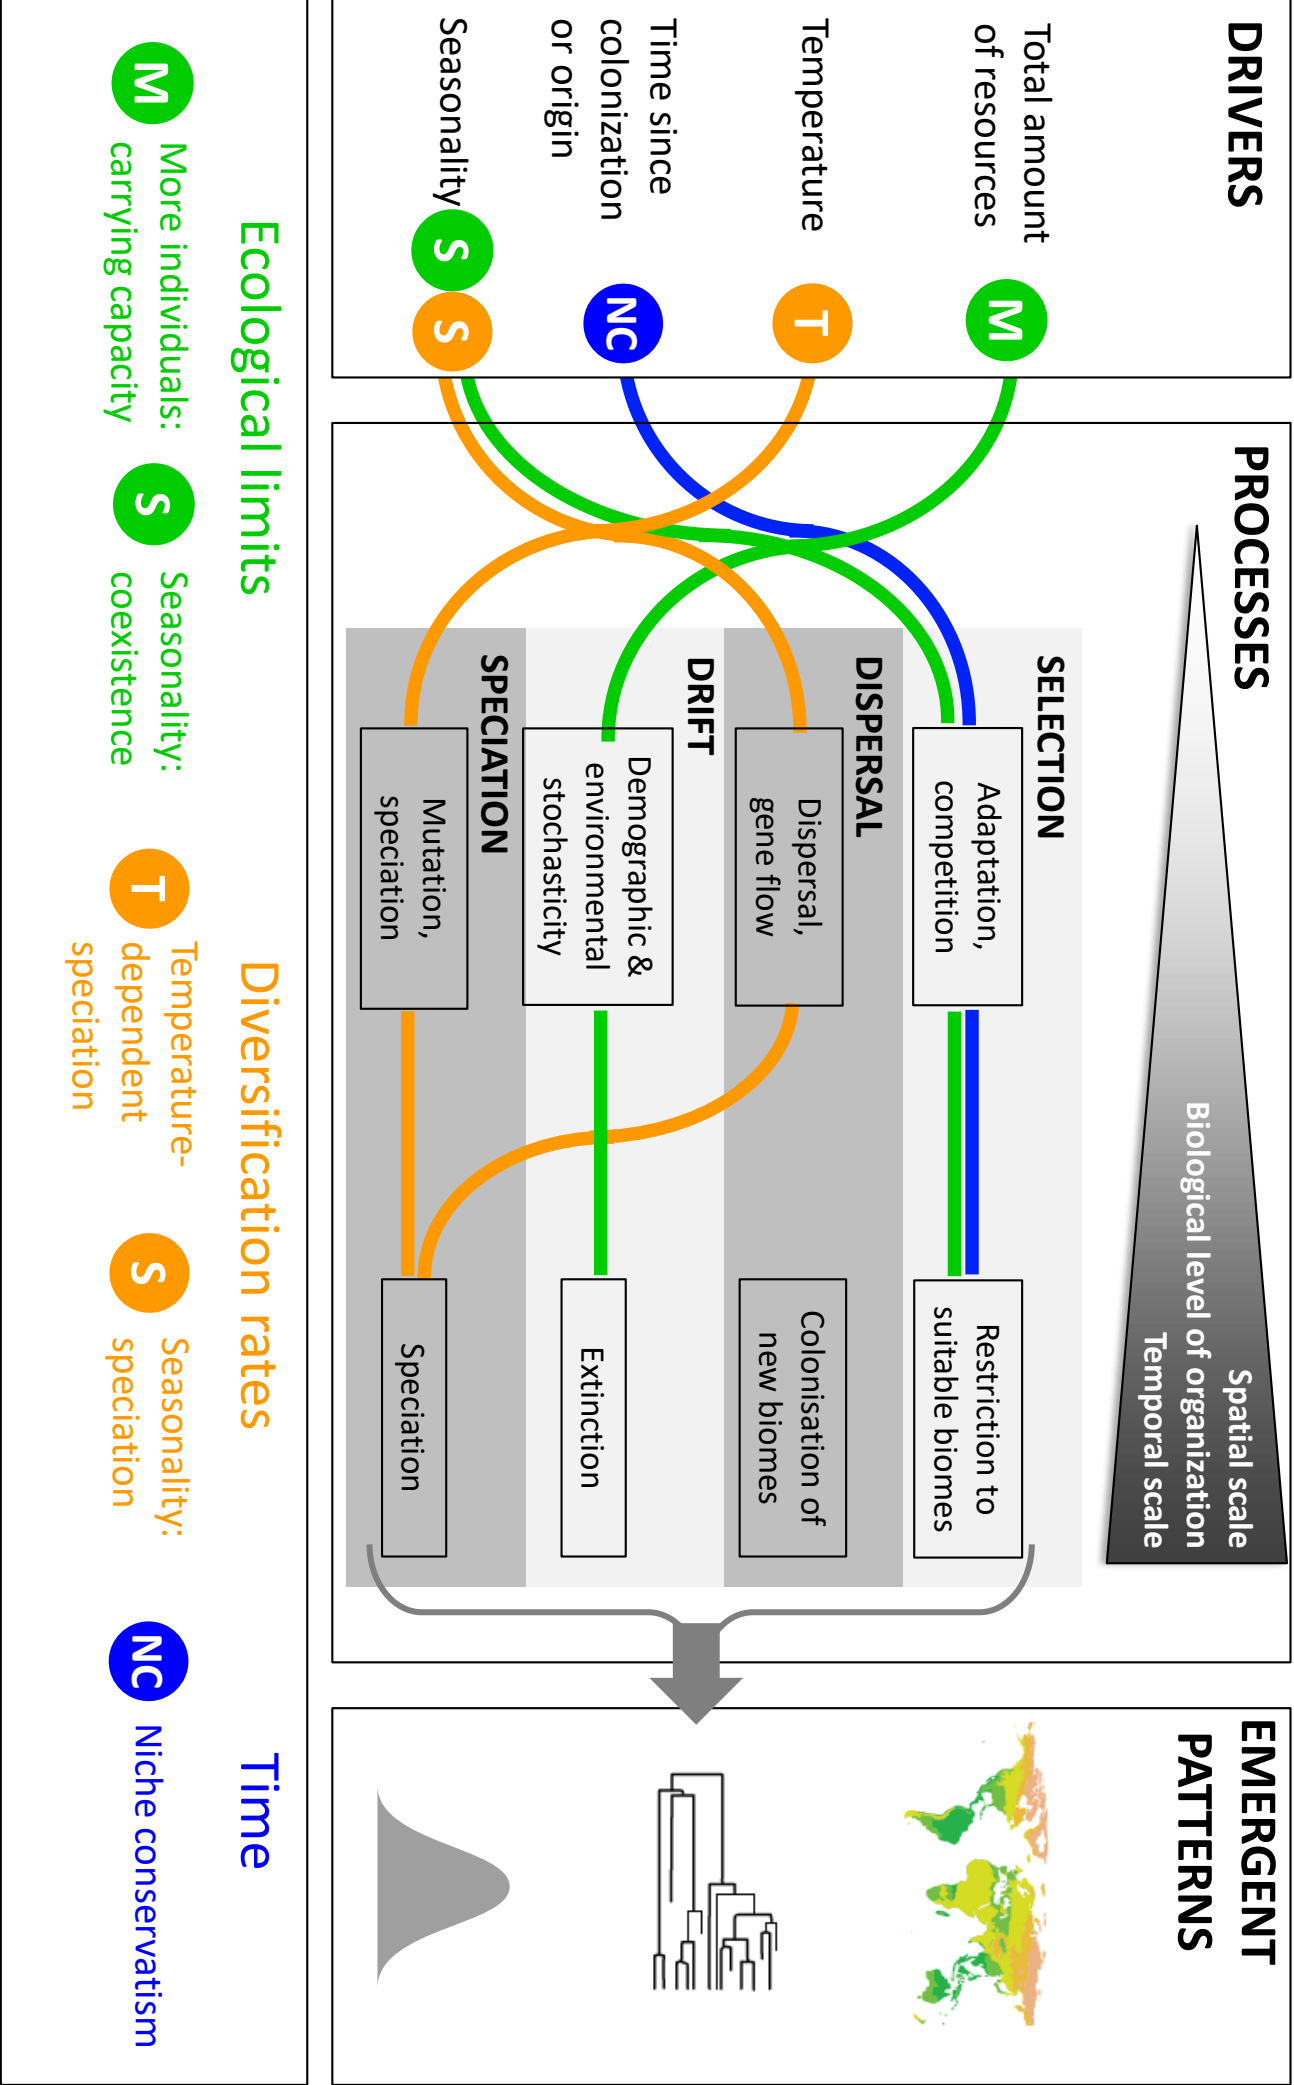 DRIVERS
Total amount
of resources
M
Temperature
T
Time since
colonization
or origin
NC
Seasonality
S
S
PROCESSES
Spatial scale
Biological level of organization
Temporal scale
SELECTION
Adaptation,
competition
Restriction to
suitable biomes
DISPERSAL
Dispersal,
gene flow
Colonisation of
new biomes
DRIFT
Demographic &
environmental
stochasticity
Extinction
SPECIATION
Mutation,
speciation
Speciation
EMERGENT
PATTERNS
Ecological limits
M
More individuals:
carrying capacity
S
Seasonality:
coexistence
Diversification rates
T
Temperature-
dependent
speciation
S
Seasonality:
speciation
Time
NC
Niche conservatism